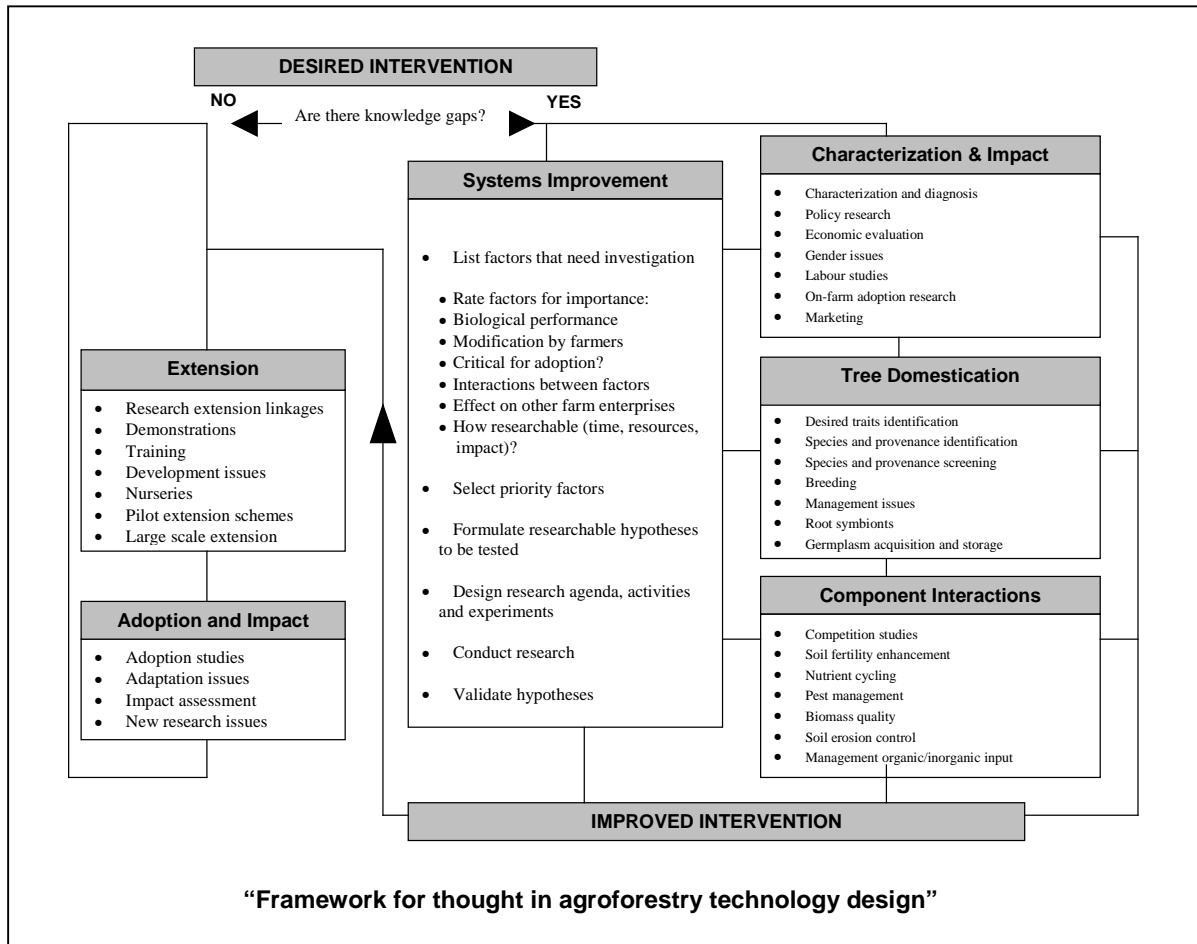 DESIRED INTERVENTION
NO
Are there knowledge gaps?
YES
Extension
• Research extension linkages
• Demonstrations
• Training
• Development issues
• Nurseries
• Pilot extension schemes
• Large scale extension
Adoption and Impact
• Adoption studies
• Adaptation issues
• Impact assessment
• New research issues
Systems Improvement
• List factors that need investigation
• Rate factors for importance:
• Biological performance
• Modification by farmers
• Critical for adoption?
• Interactions between factors
• Effect on other farm enterprises
• How researchable (time, resources,
impact)?
• Select priority factors
• Formulate researchable hypotheses
to be tested
• Design research agenda, activities
and experiments
• Conduct research
• Validate hypotheses
Characterization & Impact
• Characterization and diagnosis
• Policy research
• Economic evaluation
• Gender issues
• Labour studies
• On-farm adoption research
• Marketing
Tree Domestication
• Desired traits identification
• Species and provenance identification
• Species and provenance screening
• Breeding
• Management issues
• Root symbionts
• Germplasm acquisition and storage
Component Interactions
• Competition studies
• Soil fertility enhancement
• Nutrient cycling
• Pest management
• Biomass quality
• Soil erosion control
• Management organic/inorganic input
IMPROVED INTERVENTION
“Framework for thought in agroforestry technology design”